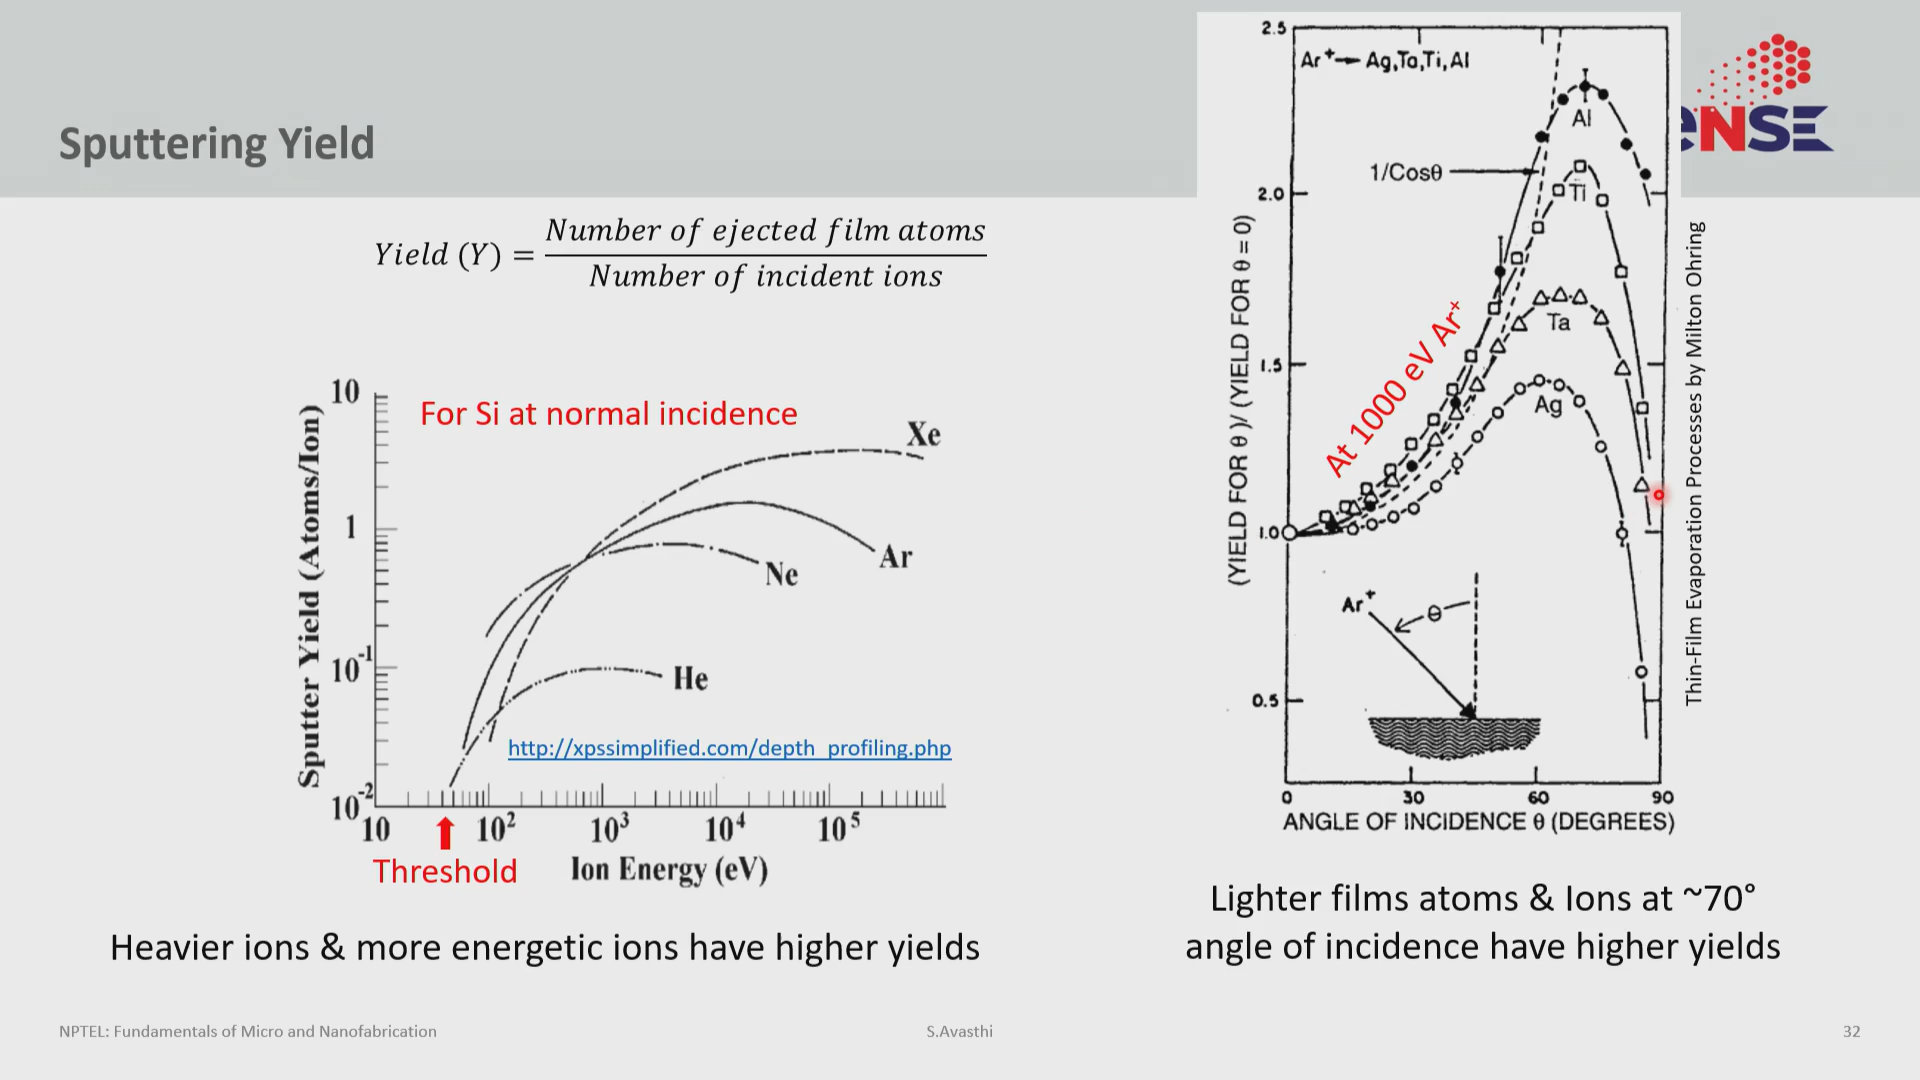 Sputtering Yield
eNSE
Yield (Y) = Number of ejected film atoms
Number of incident ions
Sputter Yield (Atoms/Ion)
10
1
10-1
10-2
For Si at normal incidence
Xe
Ar
Ne
He
http://xpssimplified.com/depth_profiling.php
10
10²
10³
10⁴
10⁵
Threshold
Ion Energy (eV)
Heavier ions & more energetic ions have higher yields
(YIELD FOR θ)/(YIELD FOR θ = 0)
2.5
2.0
1.5
1.0
0.5
Ar⁺→Ag,Ta,Ti,Al
Al
1/Cosθ
Ti
Ta
Ag
At 1000 eV Ar⁺
Ar⁺
θ
0
30
60
90
ANGLE OF INCIDENCE θ (DEGREES)
Thin-Film Evaporation Processes by Milton Ohring
Lighter films atoms & Ions at ~70°
angle of incidence have higher yields
NPTEL: Fundamentals of Micro and Nanofabrication
S.Avasthi
32